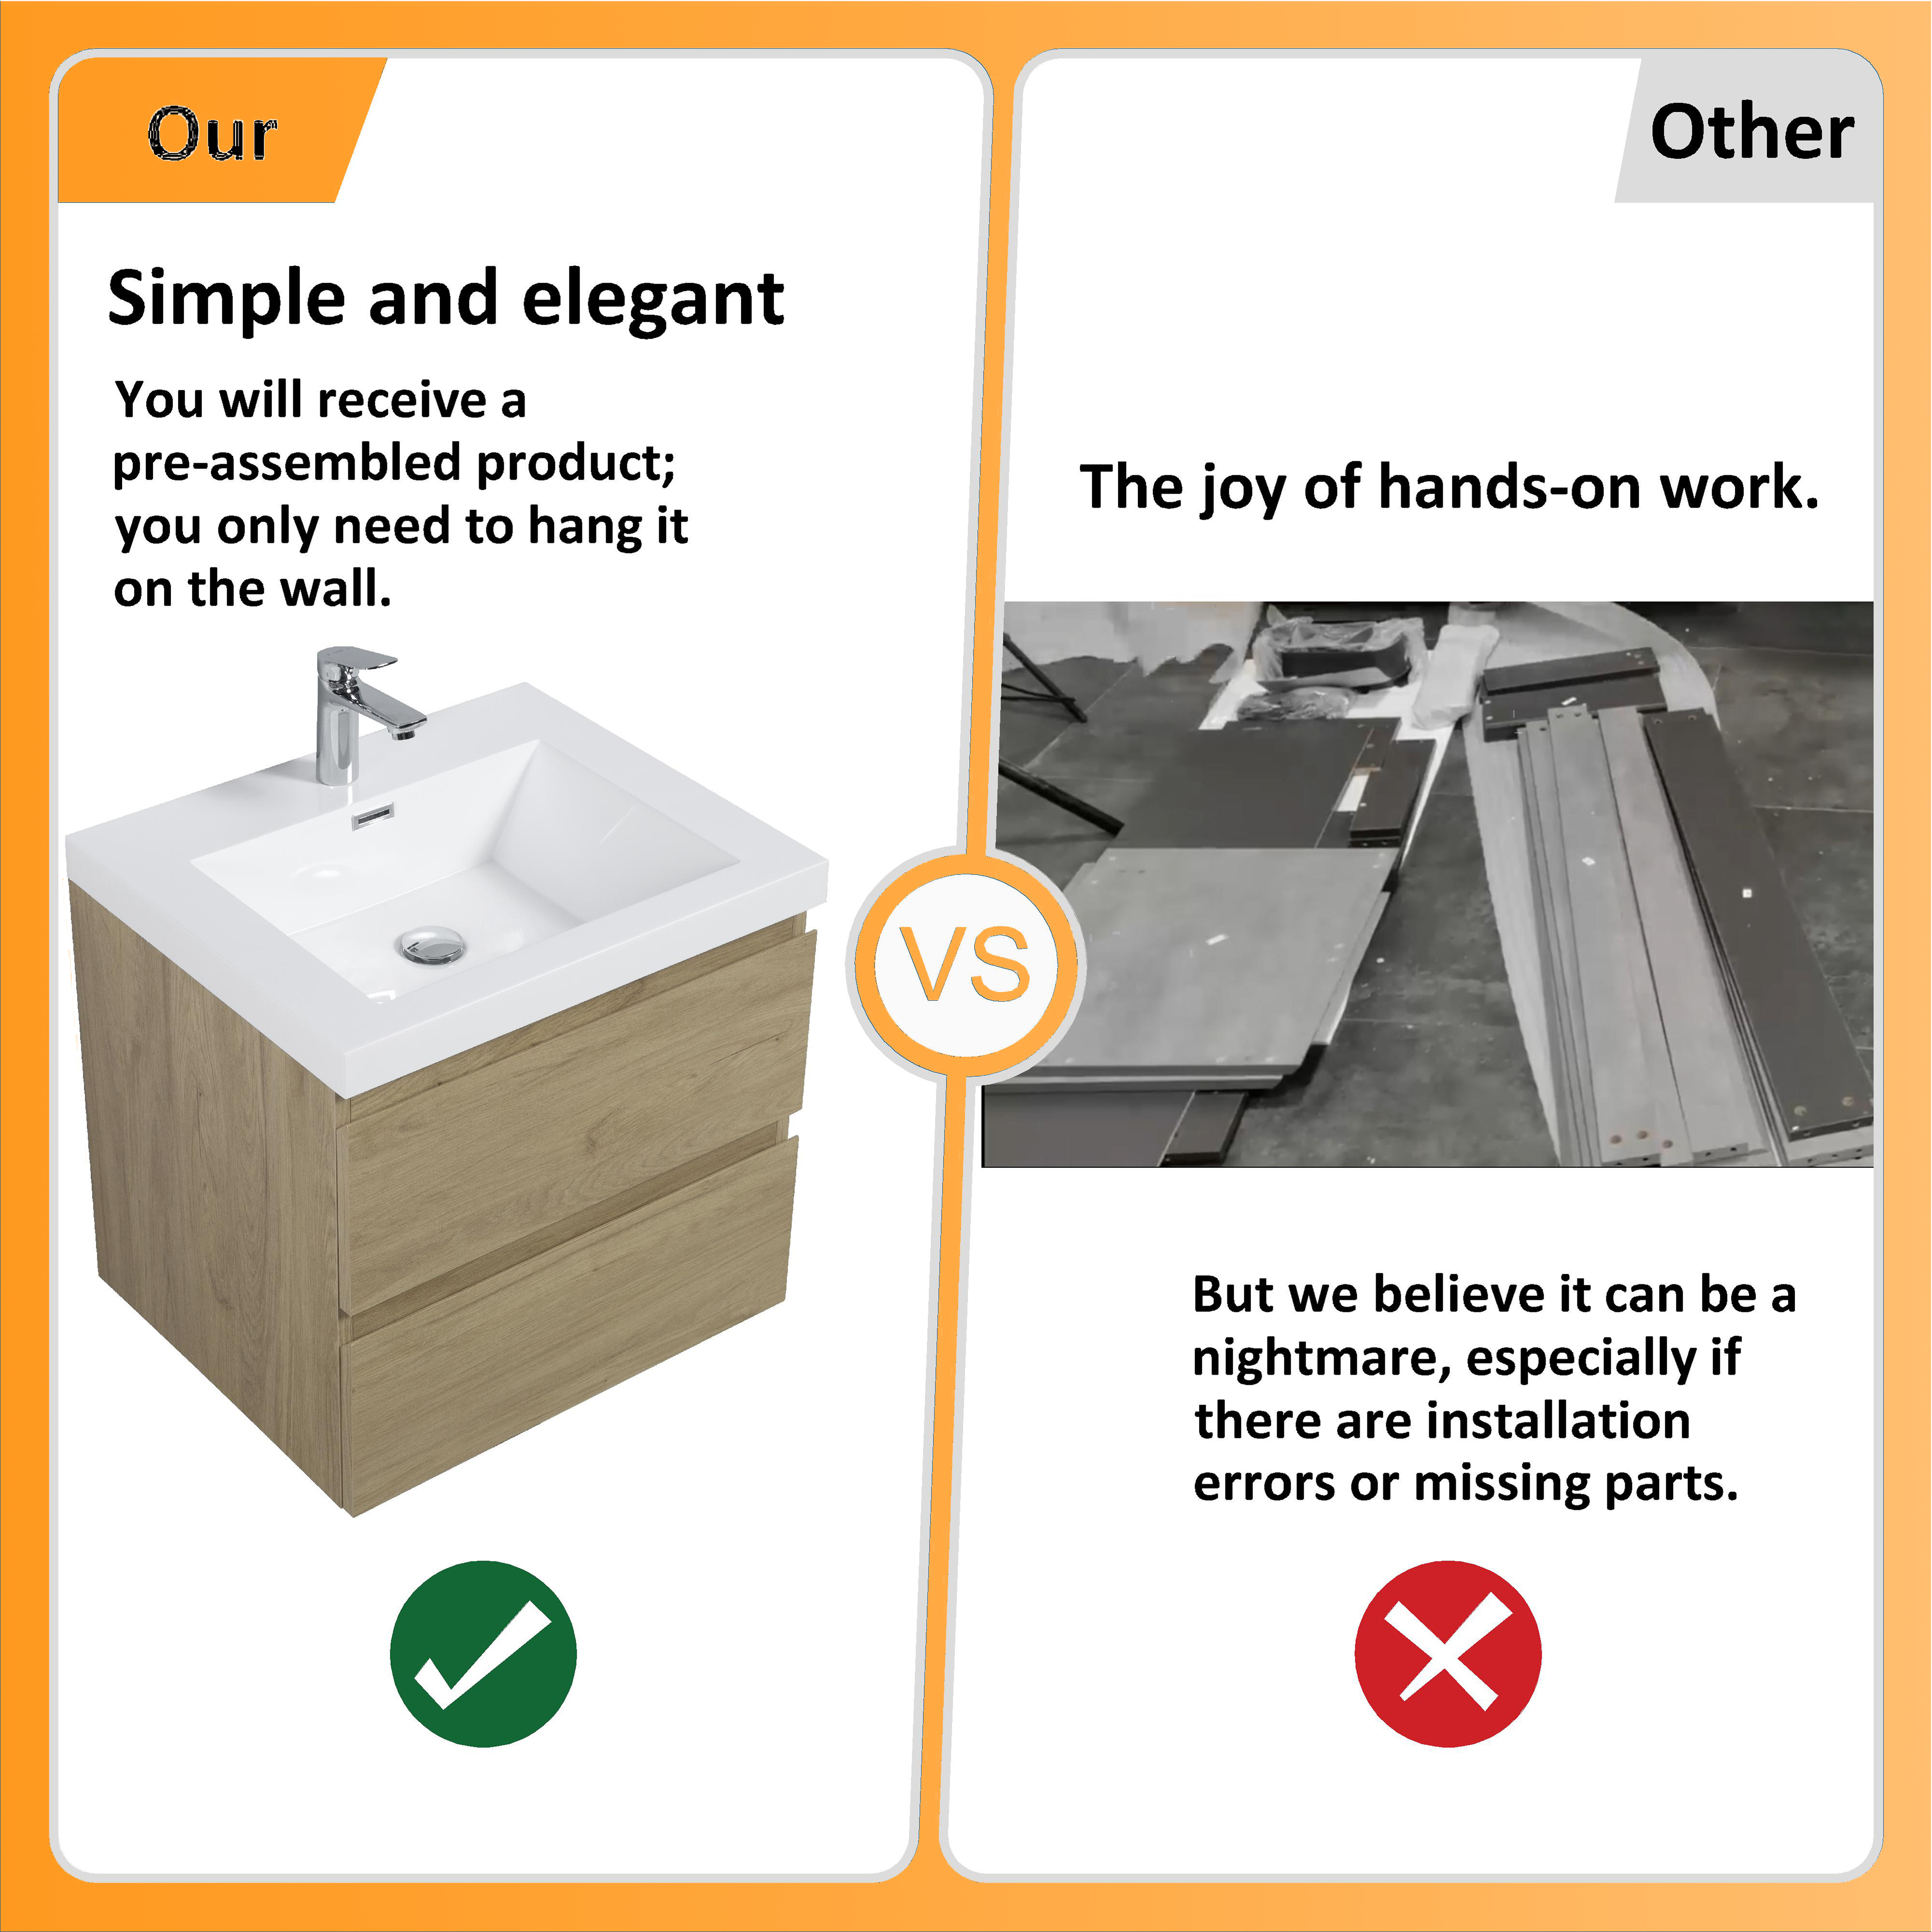 Our
Simple and elegant
You will receive a
pre-assembled product;
you only need to hang it
on the wall.
VS
Other
The joy of hands-on work.
But we believe it can be a
nightmare, especially if
there are installation
errors or missing parts.